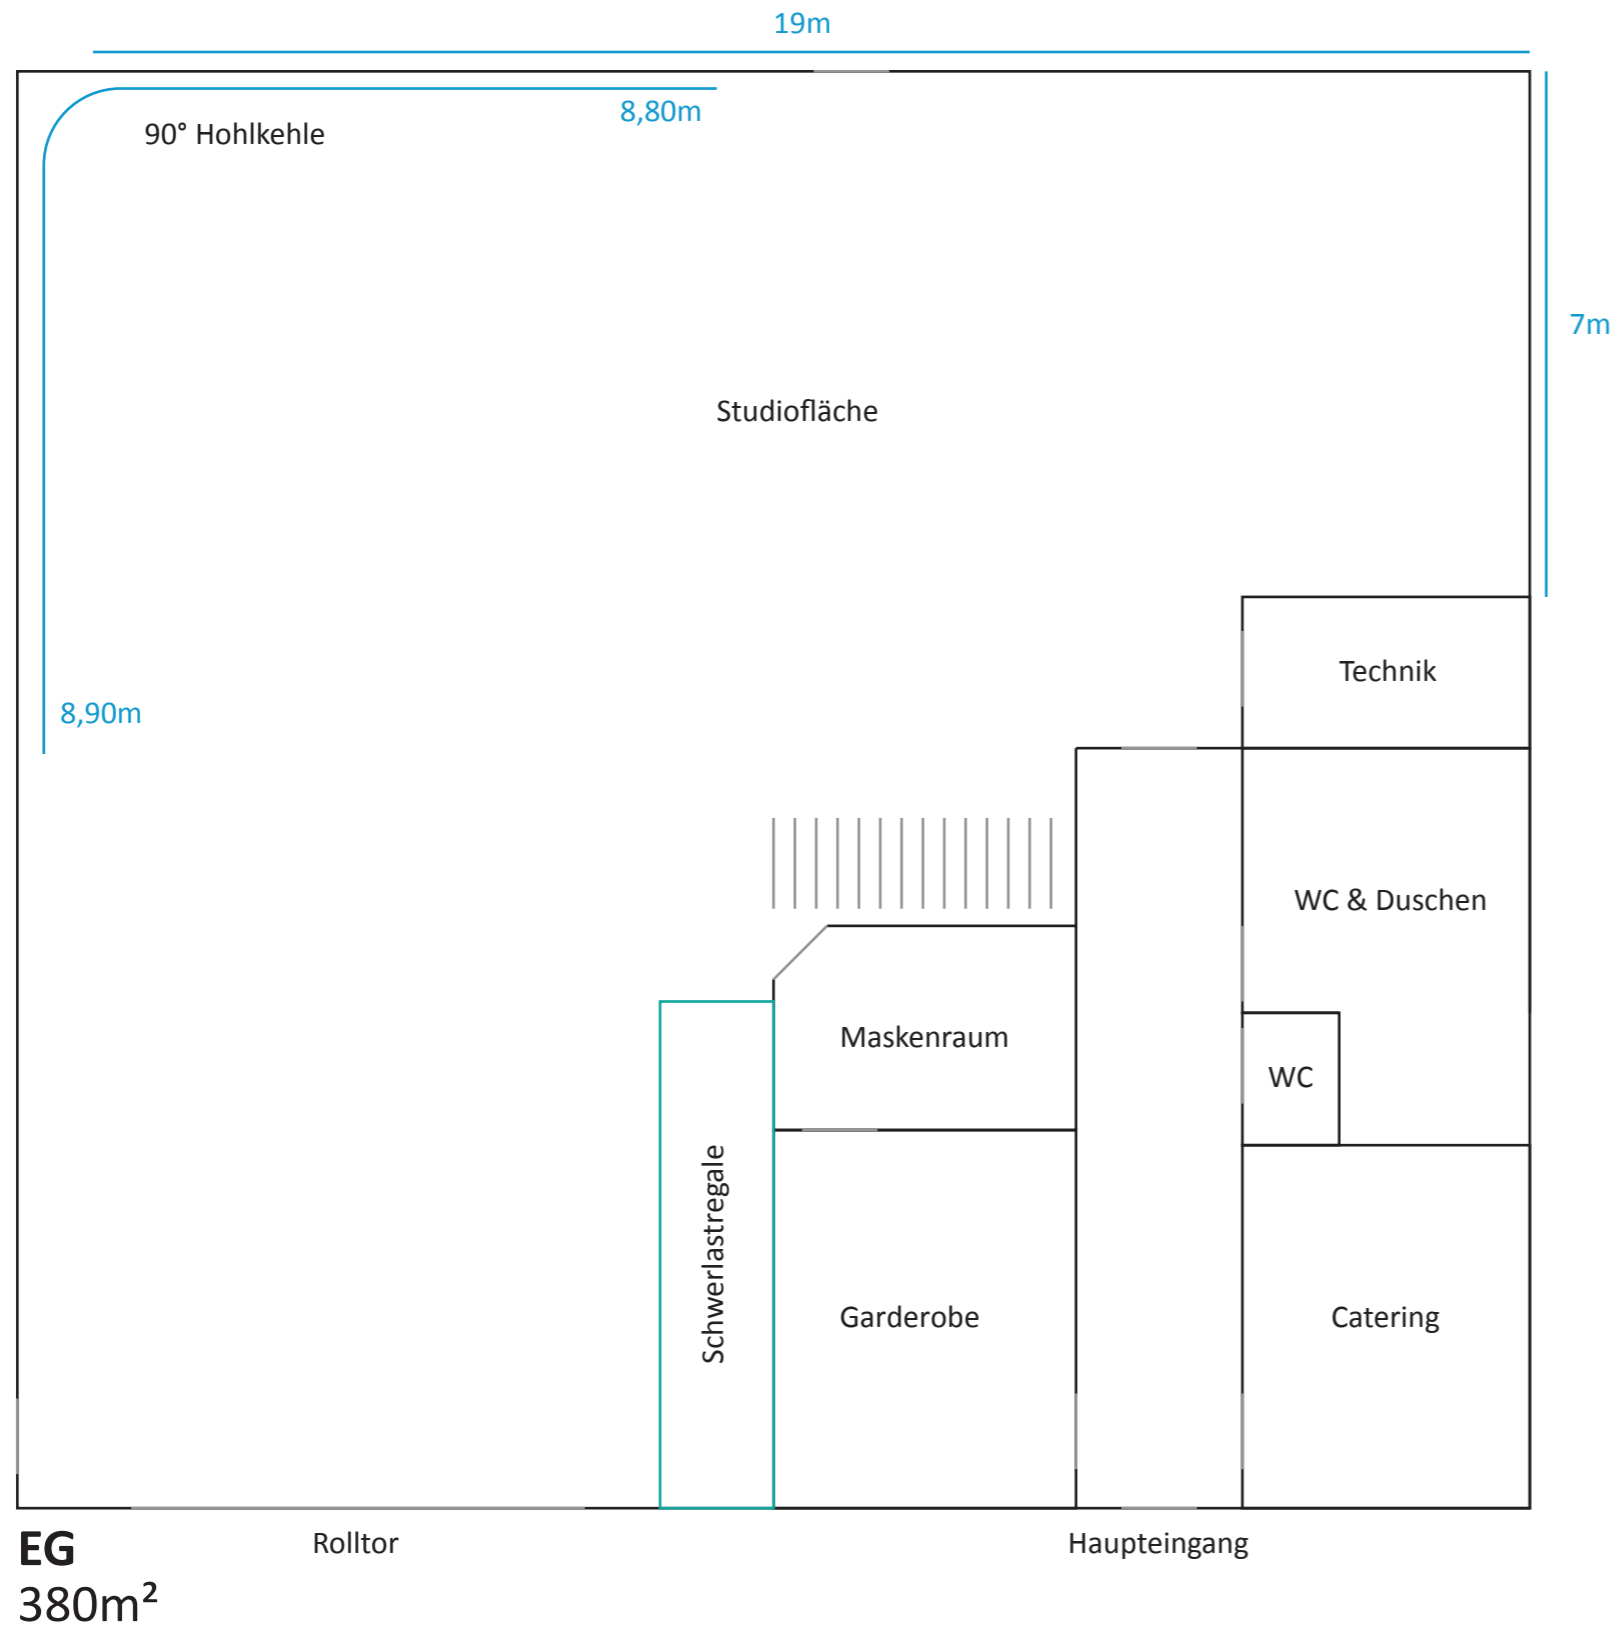 19m
8,80m
90° Hohlkehle
7m
Studiofläche
Technik
8,90m
WC & Duschen
Maskenraum
WC
Schwerlastregale
Garderobe
Catering
EG
Rolltor
Haupteingang
380m²